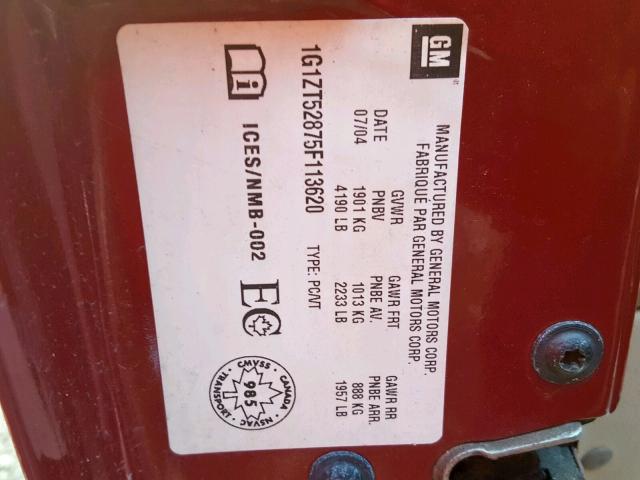 GM
MANUFACTURED BY GENERAL MOTORS CORP.
FABRIQUÉ PAR GENERAL MOTORS CORP.
DATE GVWR GAWR FRT GAWR RR
PNBV PNBE AV. PNBE ARR.
07/04 1901 KG 1013 KG 888 KG
4190 LB 2233 LB 1957 LB
1G1ZT52875F113620 TYPE: PC/VT
i ICES/NMB-002 EC
CANADA
CMVSS
985
NSVAC
TRANSPORT